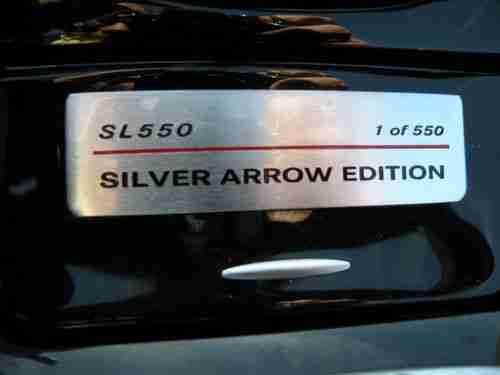 SL550 1 of 550
SILVER ARROW EDITION